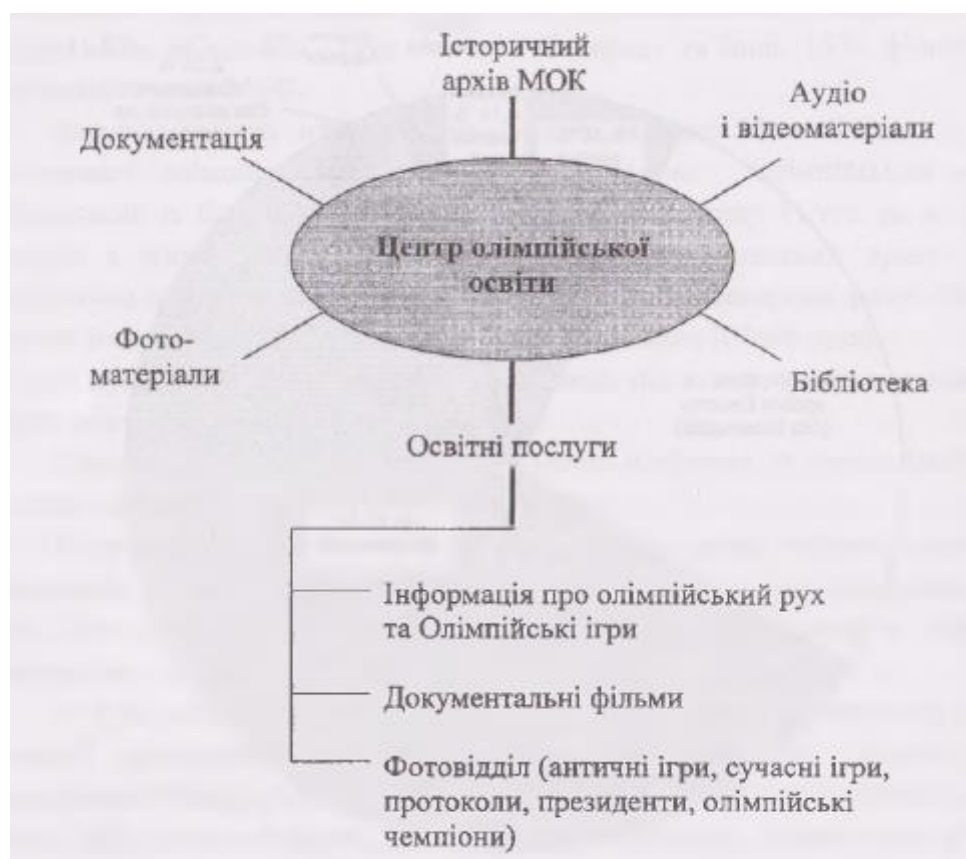 Історичний
архів МОК
Аудіо
і відеоматеріали
Документація
Центр олімпійської
освіти
Фото-
матеріали
Бібліотека
Освітні послуги
Інформація про олімпійський рух
та Олімпійські ігри
Документальні фільми
Фотовідділ (античні ігри, сучасні ігри,
протоколи, президенти, олімпійські
чемпіони)